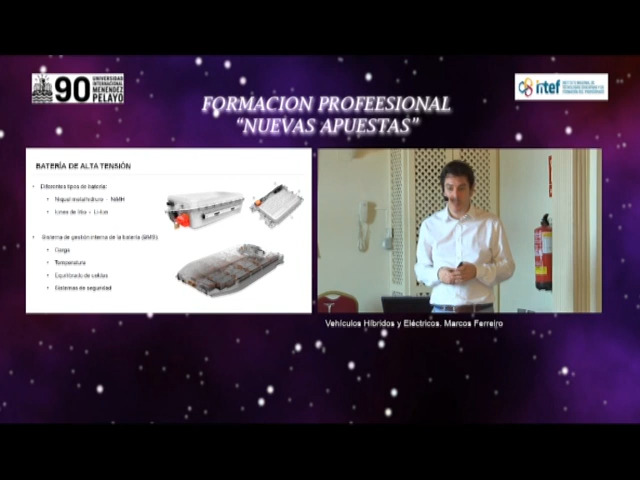 90
UNIVERSIDAD
INTERNACIONAL
MENÉNDEZ
PELAYO
intef
FORMACION PROFEESIONAL
“NUEVAS APUESTAS”
BATERÍA DE ALTA TENSIÓN
• Diferentes tipos de batería:
• Níquel metalhidruro - NiMH
• Iones de litio - Li-Ion
• Sistema de gestión interna de la batería (BMS)
• Carga
• Temperatura
• Equilibrado de celdas
• Sistemas de seguridad
Vehículos Híbridos y Eléctricos. Marcos Ferreiro